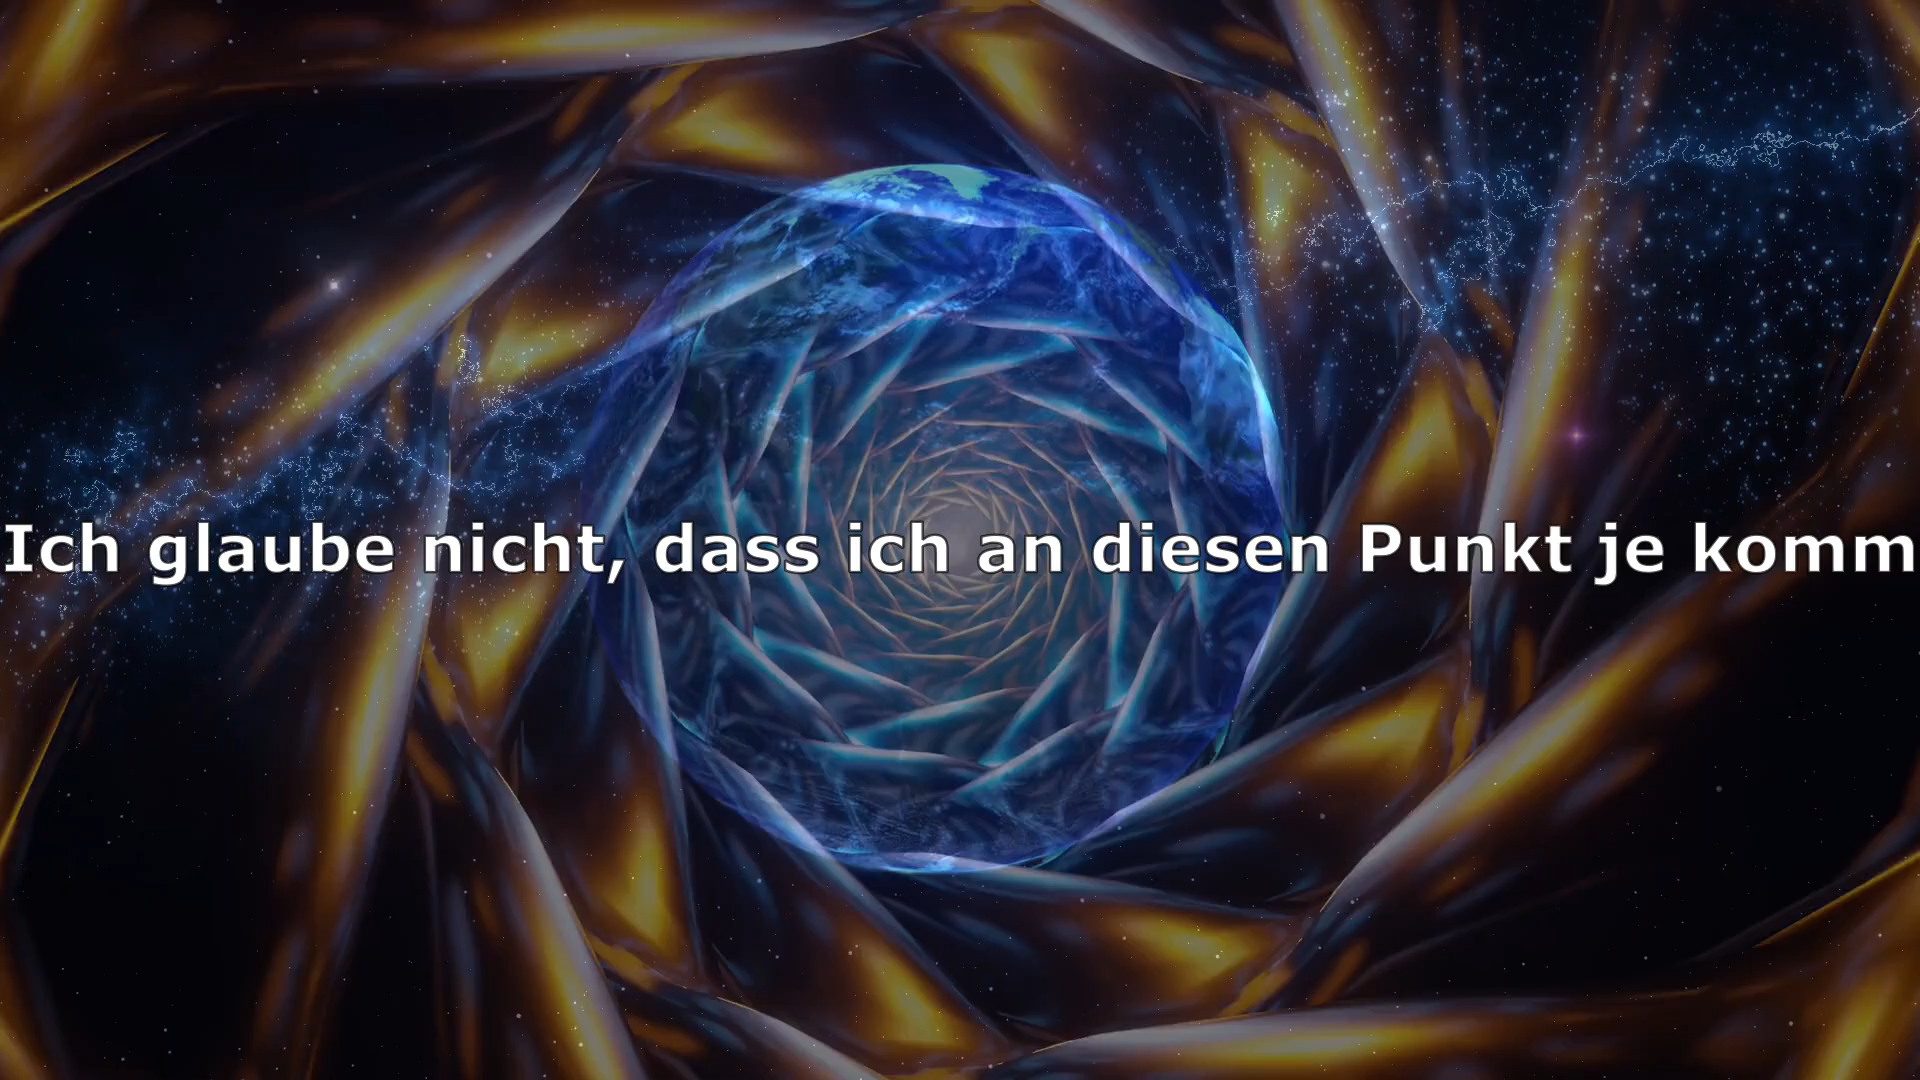 Ich glaube nicht, dass ich an diesen Punkt je komm